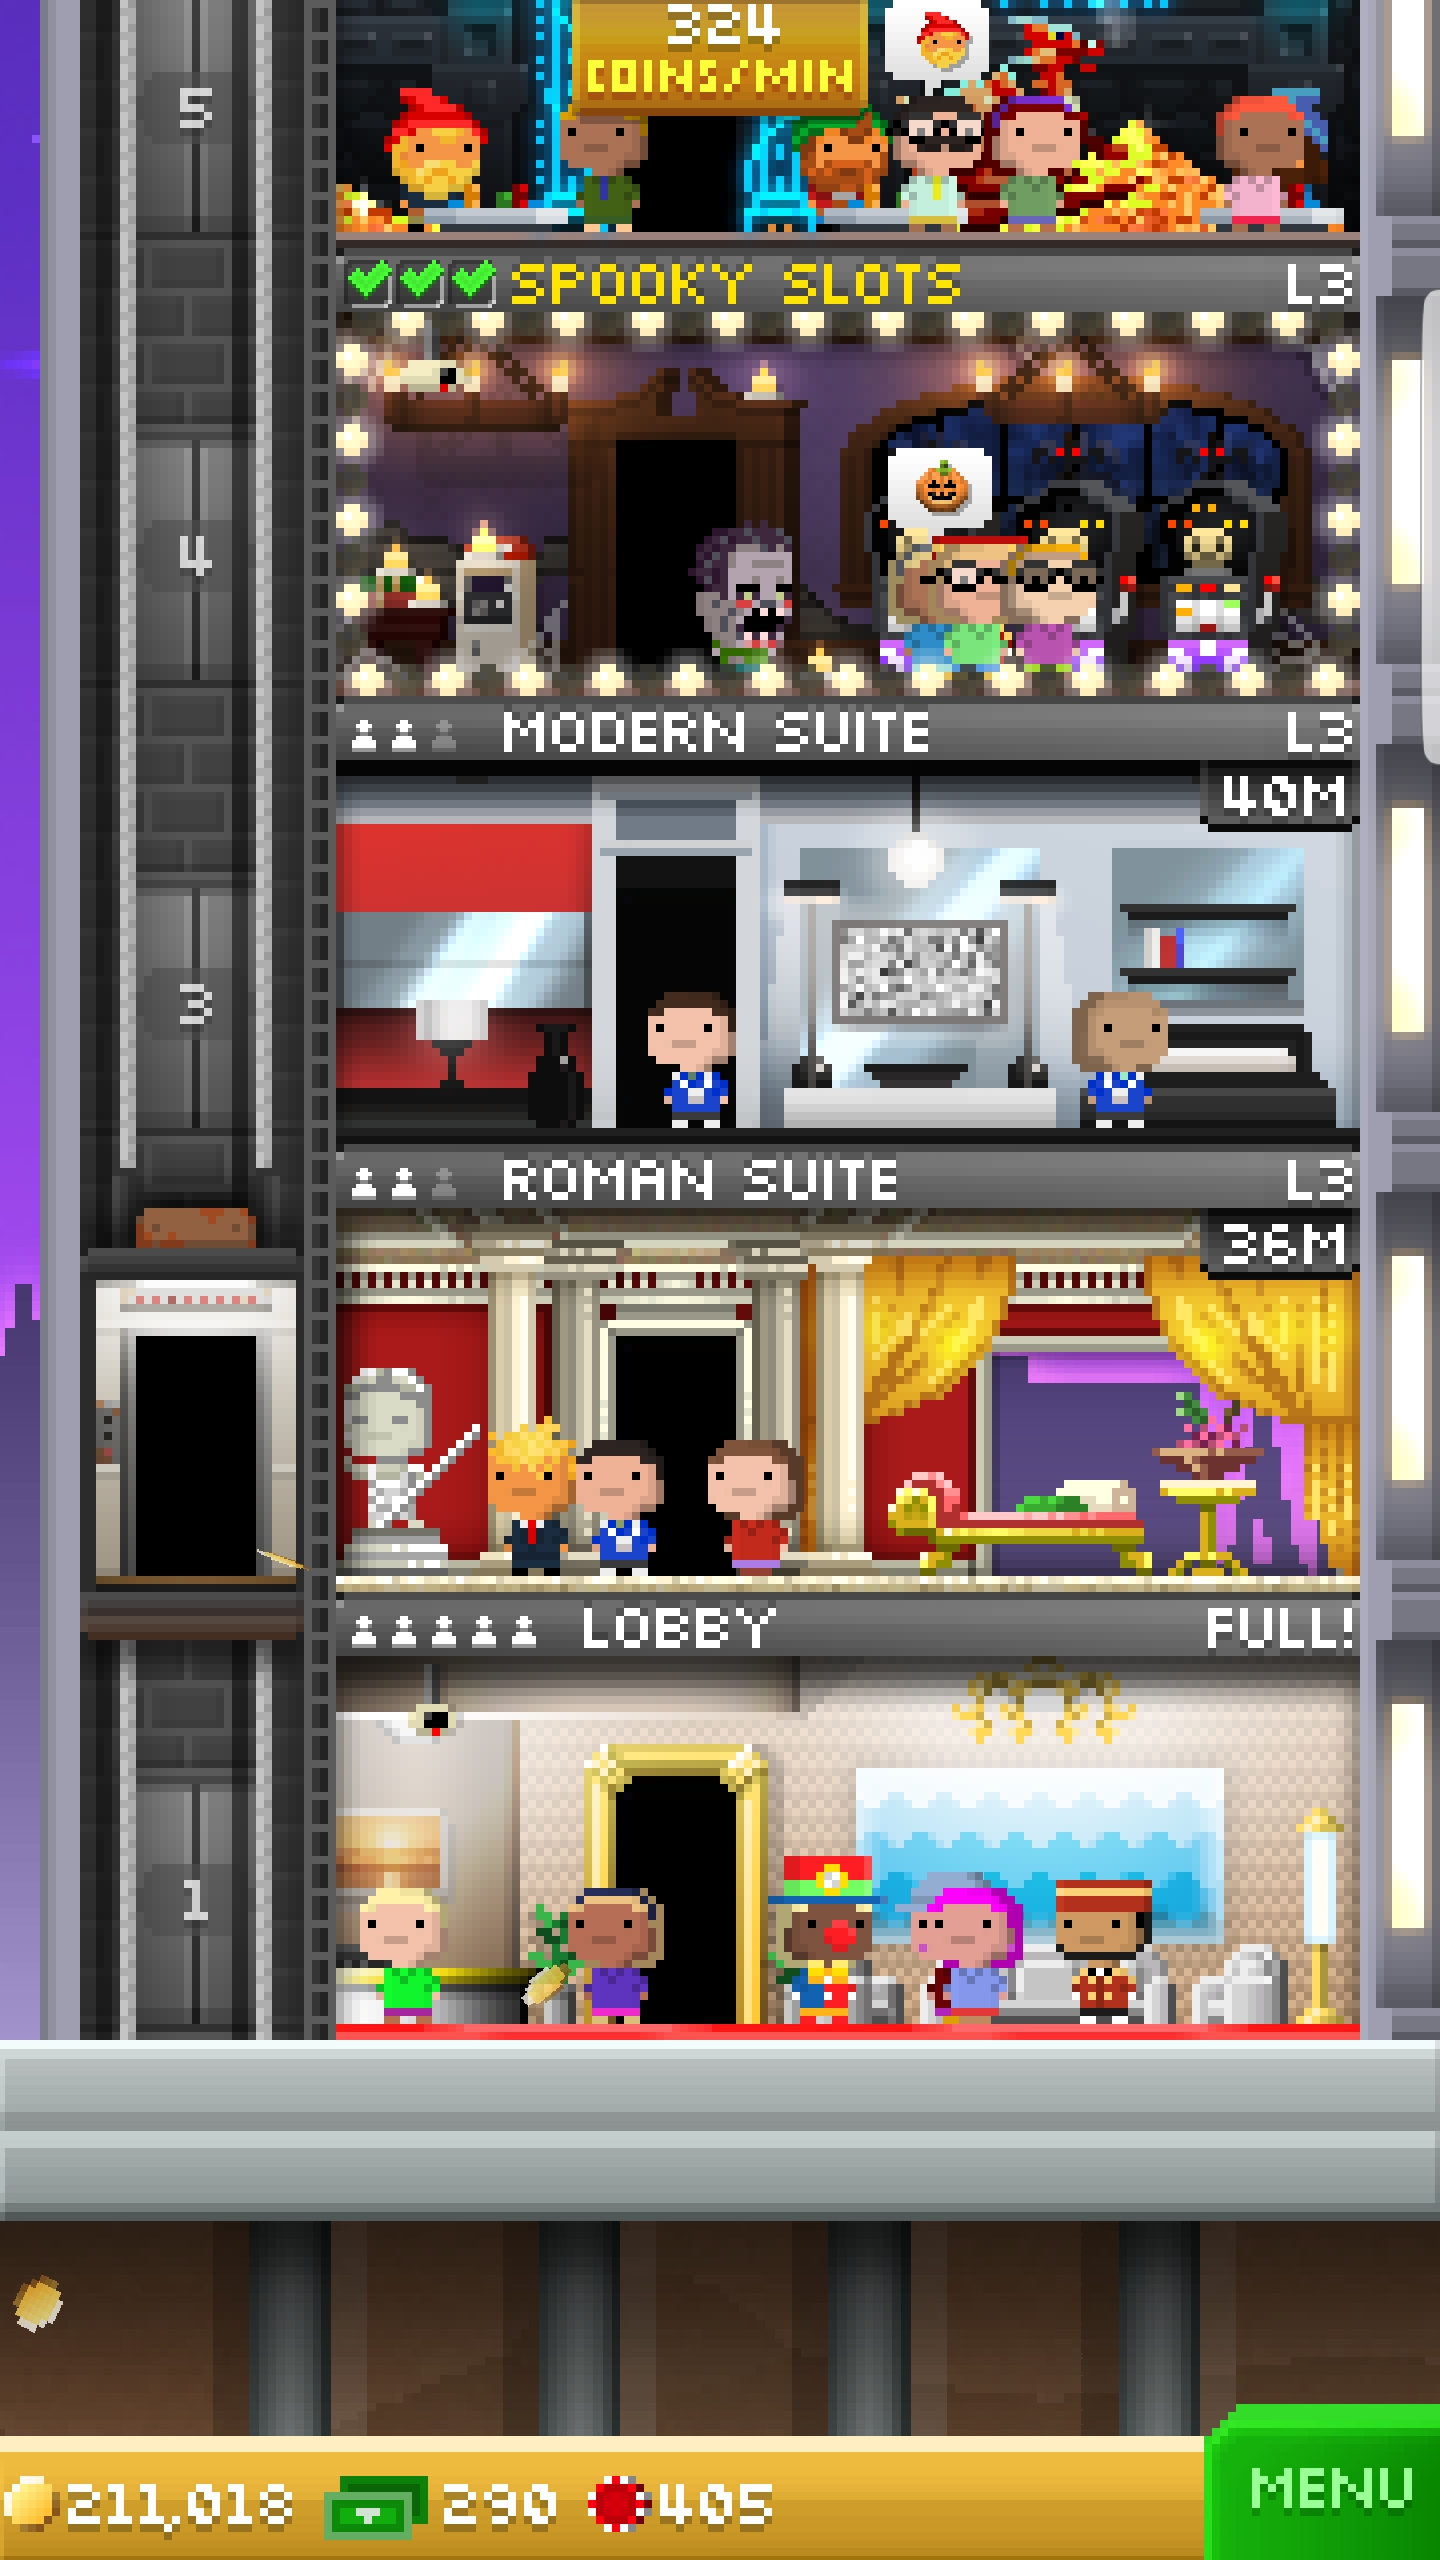 324
COINS/MIN
5
SPOOKY SLOTS L3
4
MODERN SUITE L3
40M
3
ROMAN SUITE L3
36M
LOBBY FULL!
1
211,018 290 405
MENU